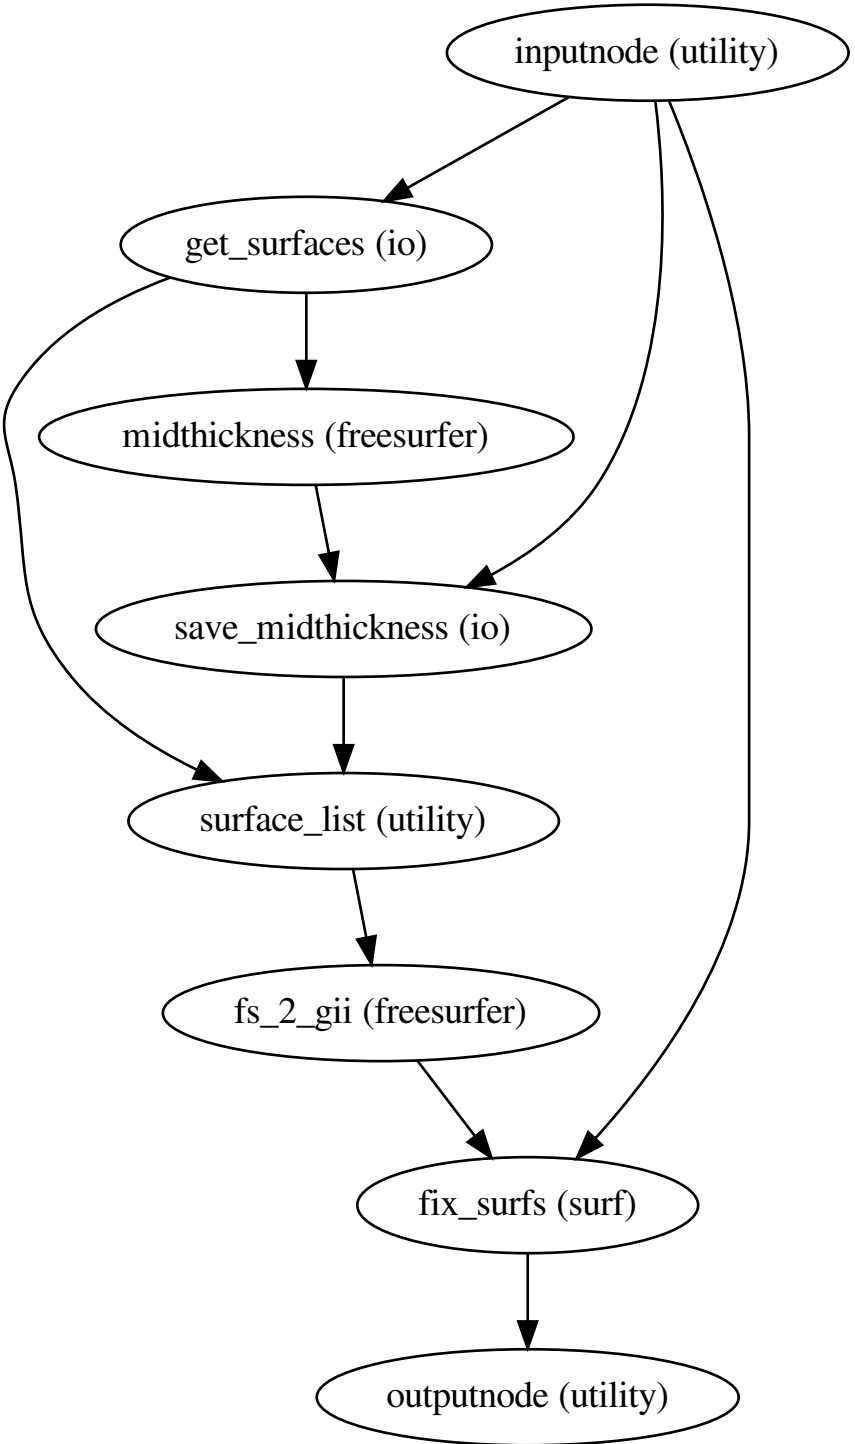 inputnode (utility)
get_surfaces (io)
midthickness (freesurfer)
save_midthickness (io)
surface_list (utility)
fs_2_gii (freesurfer)
fix_surfs (surf)
outputnode (utility)